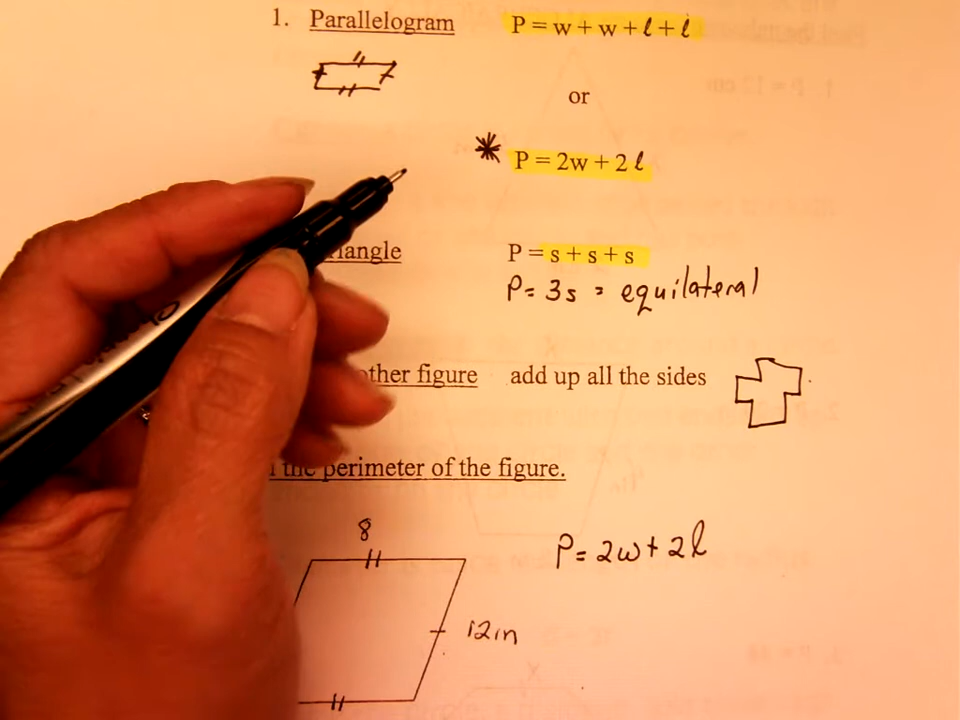 1. Parallelogram P = w + w + ℓ + ℓ
or
* P = 2w + 2ℓ
P = s + s + s
P = 3s = equilateral
figure add up all the sides
perimeter of the figure.
8
P = 2w + 2l
12in